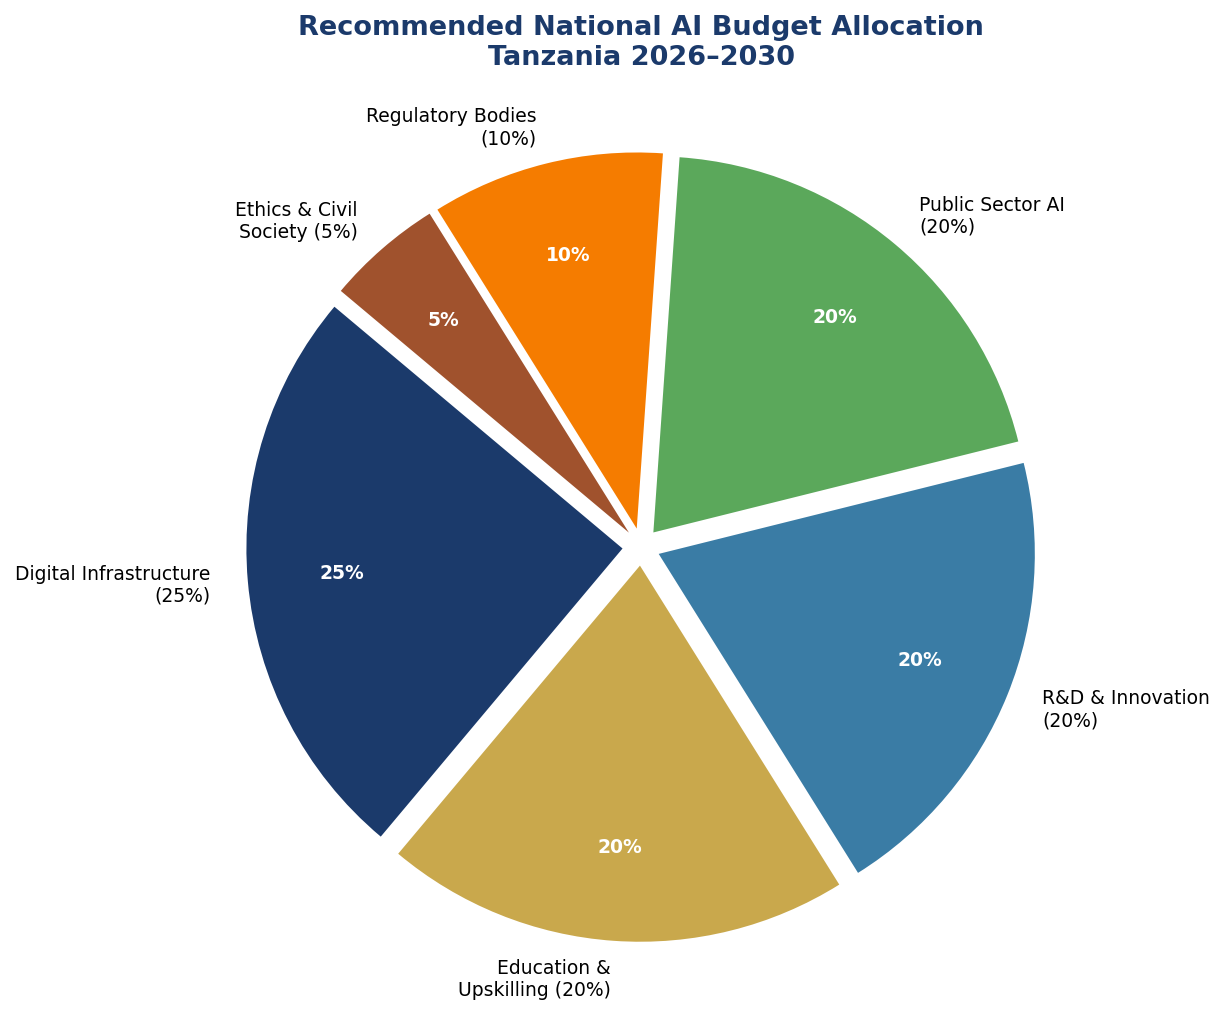 Recommended National AI Budget Allocation
Tanzania 2026–2030
Regulatory Bodies
(10%)
Ethics & Civil
Society (5%)
Public Sector AI
(20%)
10%
20%
5%
Digital Infrastructure
(25%)
25%
20%
R&D & Innovation
(20%)
20%
Education &
Upskilling (20%)